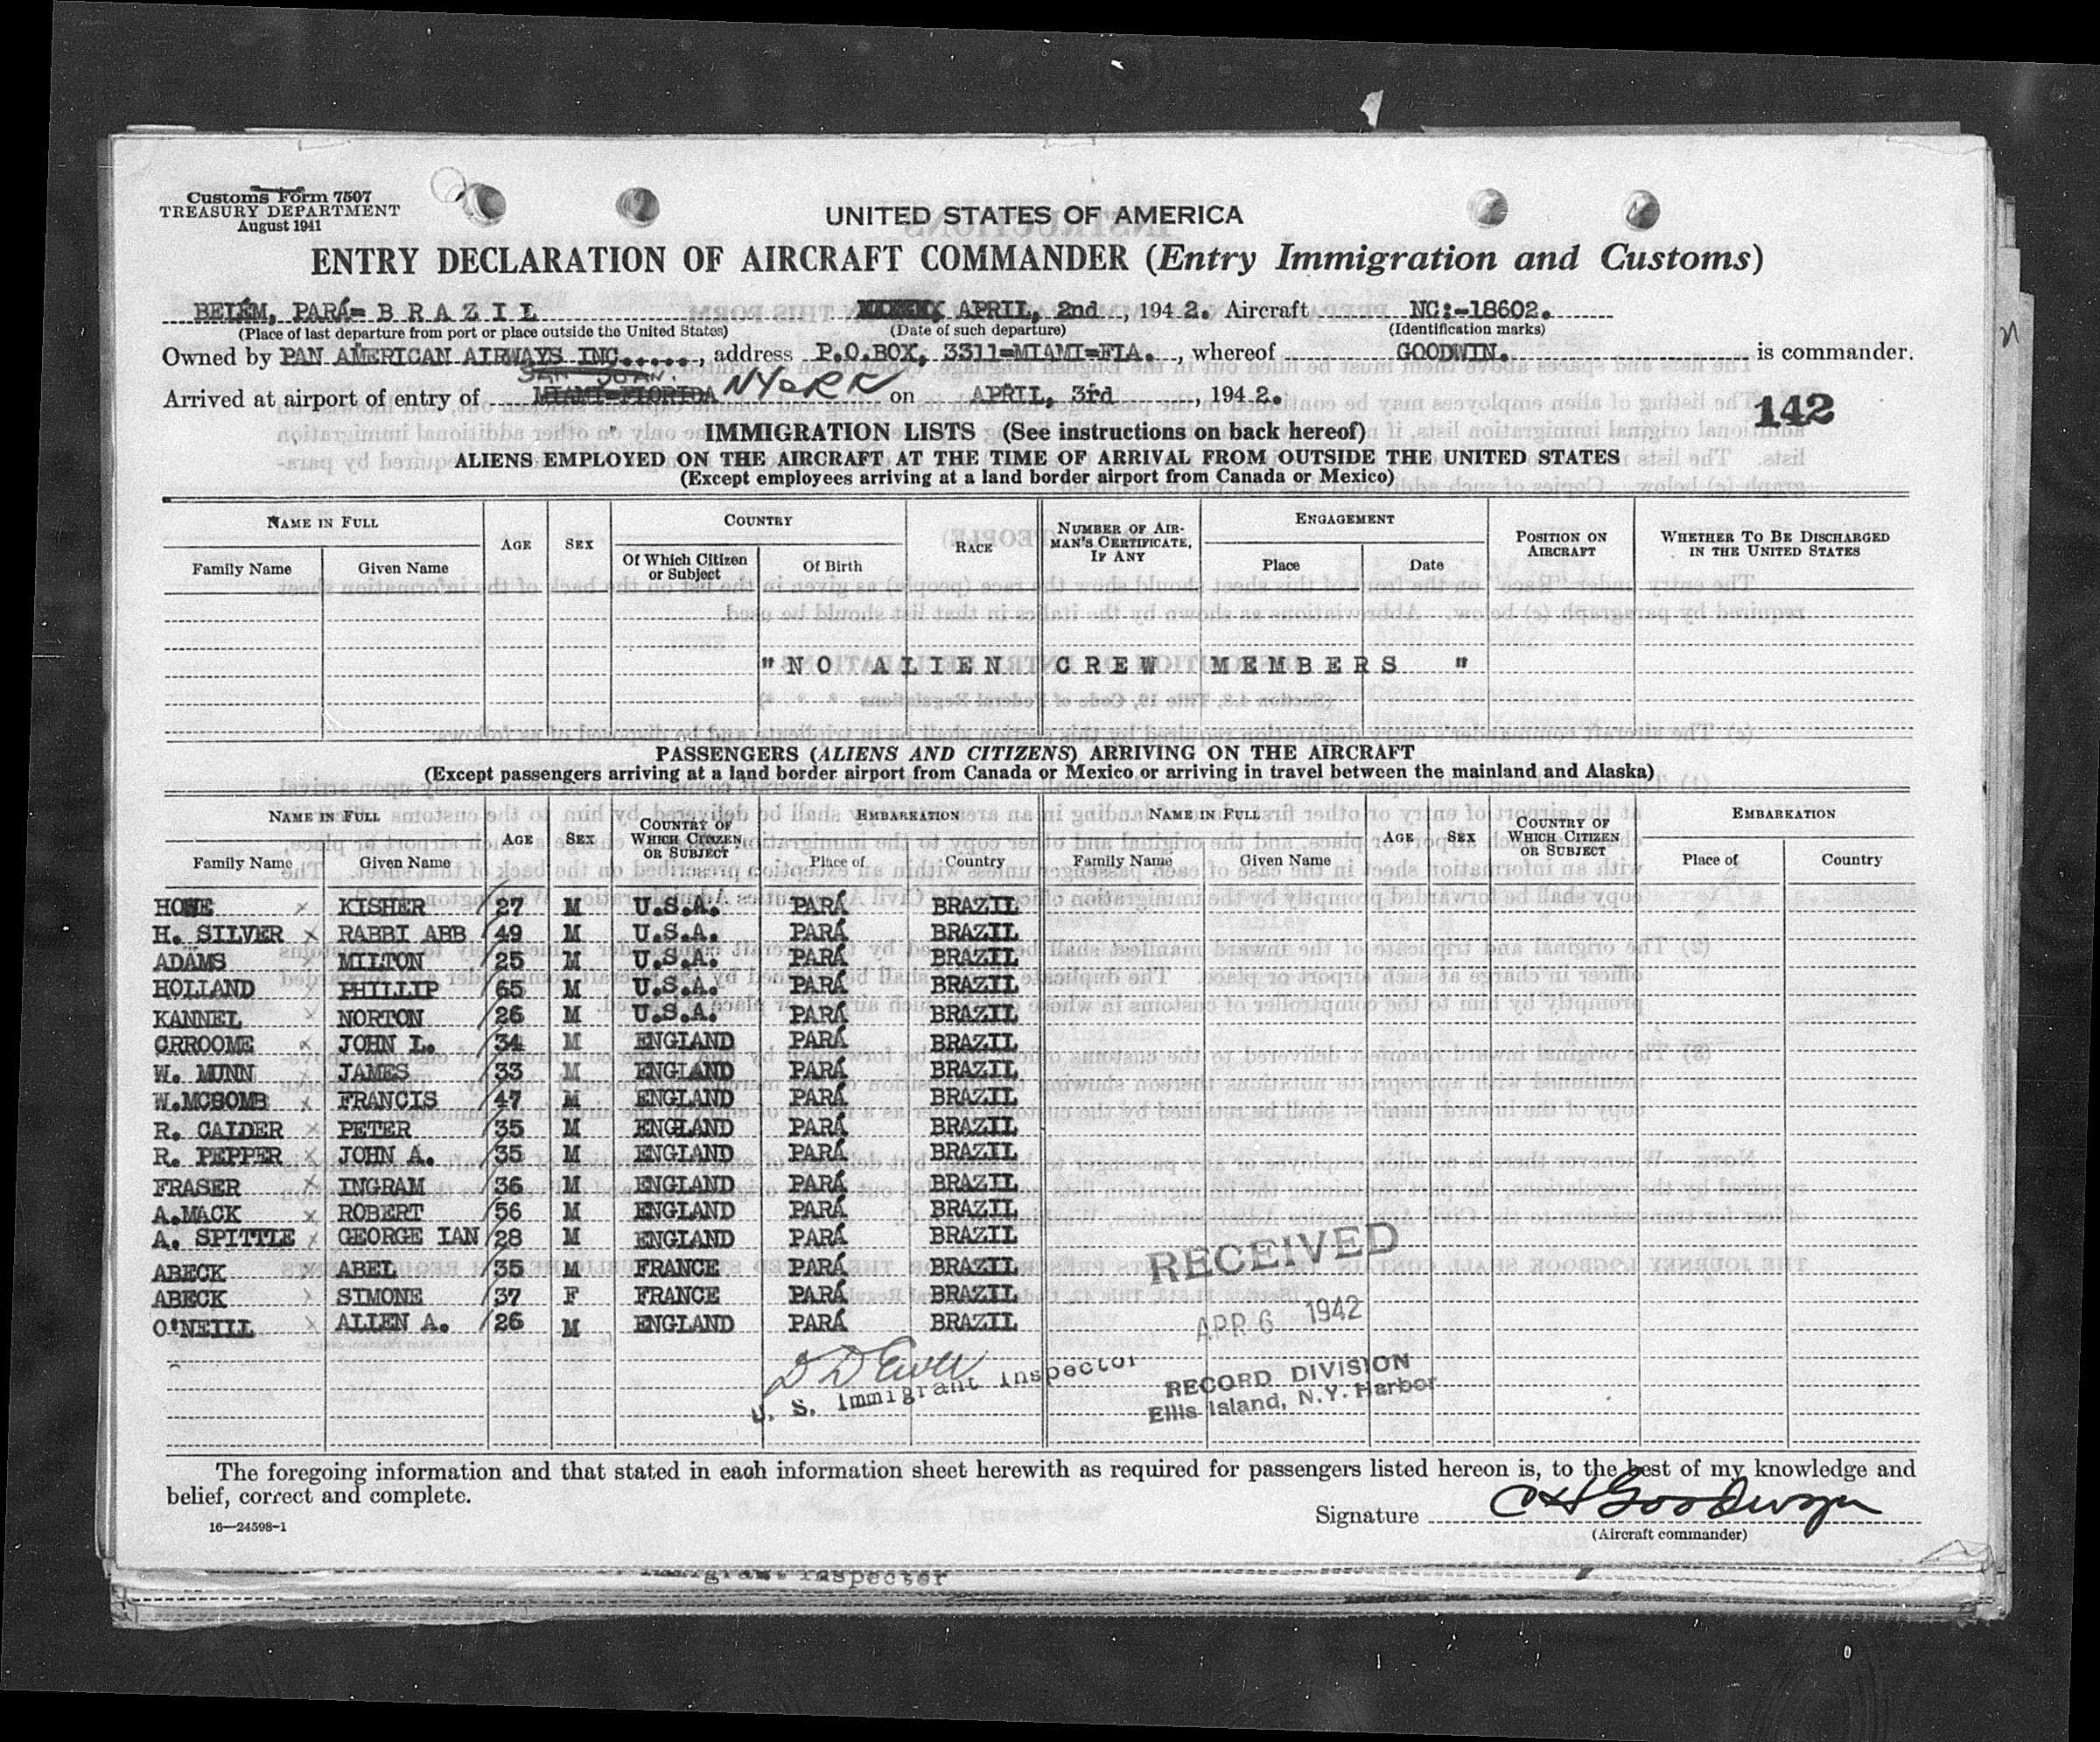 Customs Form 7507
TREASURY DEPARTMENT
August 1941
UNITED STATES OF AMERICA
ENTRY DECLARATION OF AIRCRAFT COMMANDER (Entry Immigration and Customs)
BELÉM, PARÁ= B R A Z I L APRIL, 2nd, 194 2. Aircraft NC:-18602.
(Place of last departure from port or place outside the United States) (Date of such departure) (Identification marks)
Owned by PAN AMERICAN AIRWAYS INC......, address P.O.BOX, 3311=MIAMI=FLA., whereof GOODWIN. is commander.
SAN JUAN.
Arrived at airport of entry of MIAMI=FLORIDA NYORK on APRIL, 3rd, 194 2.
142
IMMIGRATION LISTS (See instructions on back hereof)
ALIENS EMPLOYED ON THE AIRCRAFT AT THE TIME OF ARRIVAL FROM OUTSIDE THE UNITED STATES
(Except employees arriving at a land border airport from Canada or Mexico)
NAME IN FULL AGE SEX COUNTRY RACE NUMBER OF AIRMAN'S CERTIFICATE, IF ANY ENGAGEMENT POSITION ON AIRCRAFT WHETHER TO BE DISCHARGED IN THE UNITED STATES
Family Name Given Name Of Which Citizen or Subject Of Birth Place Date
"NO ALIEN CREW MEMBERS "
PASSENGERS (ALIENS AND CITIZENS) ARRIVING ON THE AIRCRAFT
(Except passengers arriving at a land border airport from Canada or Mexico or arriving in travel between the mainland and Alaska)
NAME IN FULL AGE SEX COUNTRY OF WHICH CITIZEN OR SUBJECT EMBARKATION NAME IN FULL AGE SEX COUNTRY OF WHICH CITIZEN OR SUBJECT EMBARKATION
Family Name Given Name Place of Country Family Name Given Name Place of Country
KISHER 27 M U.S.A. PARÁ BRAZIL
H. SILVER RABBI ABB 49 M U.S.A. PARÁ BRAZIL
ADAMS MILTON 25 M U.S.A. PARÁ BRAZIL
HOLLAND PHILLIP 65 M U.S.A. PARÁ BRAZIL
KANNEL NORTON 26 M U.S.A. PARÁ BRAZIL
CRROOME JOHN L. 34 M ENGLAND PARÁ BRAZIL
W. MUNN JAMES 33 M ENGLAND PARÁ BRAZIL
W.MCBOMB FRANCIS 47 M ENGLAND PARÁ BRAZIL
R. CALDER PETER 35 M ENGLAND PARÁ BRAZIL
R. PEPPER JOHN A. 35 M ENGLAND PARÁ BRAZIL
FRASER INGRAM 36 M ENGLAND PARÁ BRAZIL
A.MACK ROBERT 56 M ENGLAND PARÁ BRAZIL
A. SPITTLE GEORGE IAN 28 M ENGLAND PARÁ BRAZIL
ABECK ABEL 35 M FRANCE PARÁ BRAZIL
ABECK SIMONE 37 F FRANCE PARÁ BRAZIL
O'NEILL ALLEN A. 26 M ENGLAND PARÁ BRAZIL
RECEIVED
APR 6 1942
RECORD DIVISION
Ellis Island, N.Y. Harbor
U. S. Immigrant Inspector
The foregoing information and that stated in each information sheet herewith as required for passengers listed hereon is, to the best of my knowledge and
belief, correct and complete.
Signature C H Goodwin
(Aircraft commander)
16—24598-1
Immigrant Inspector